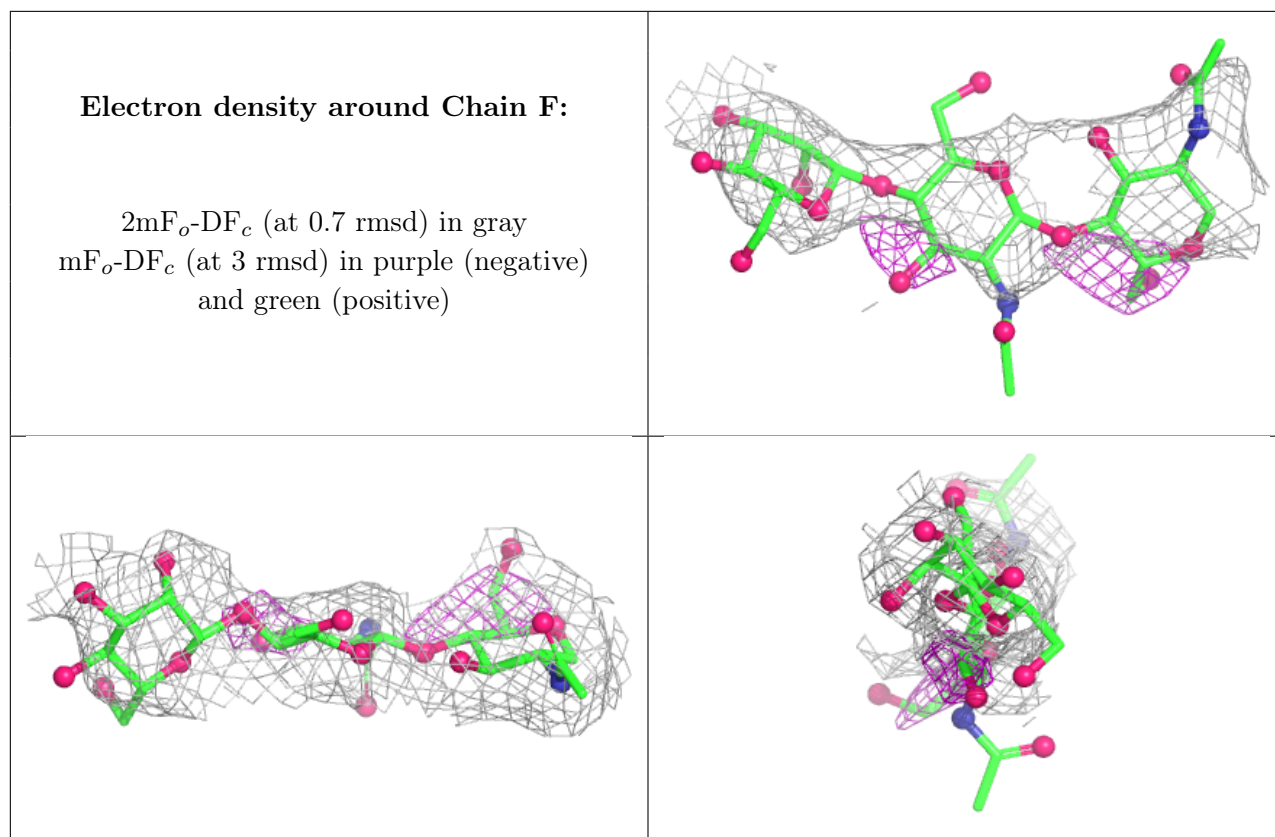 Electron density around Chain F:
2mFo-DFc (at 0.7 rmsd) in gray
mFo-DFc (at 3 rmsd) in purple (negative)
and green (positive)